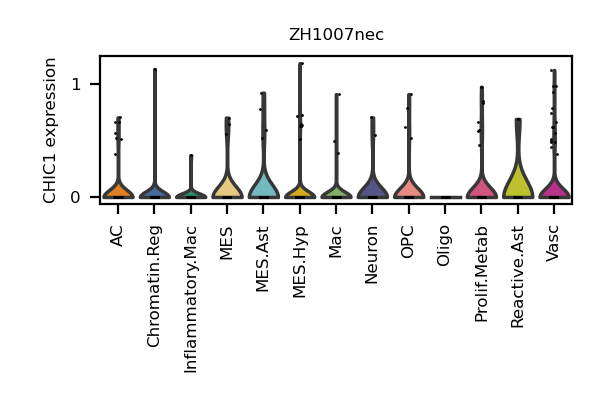 ZH1007nec
CHIC1 expression
1
0
AC
Chromatin.Reg
Inflammatory.Mac
MES
MES.Ast
MES.Hyp
Mac
Neuron
OPC
Oligo
Prolif.Metab
Reactive.Ast
Vasc